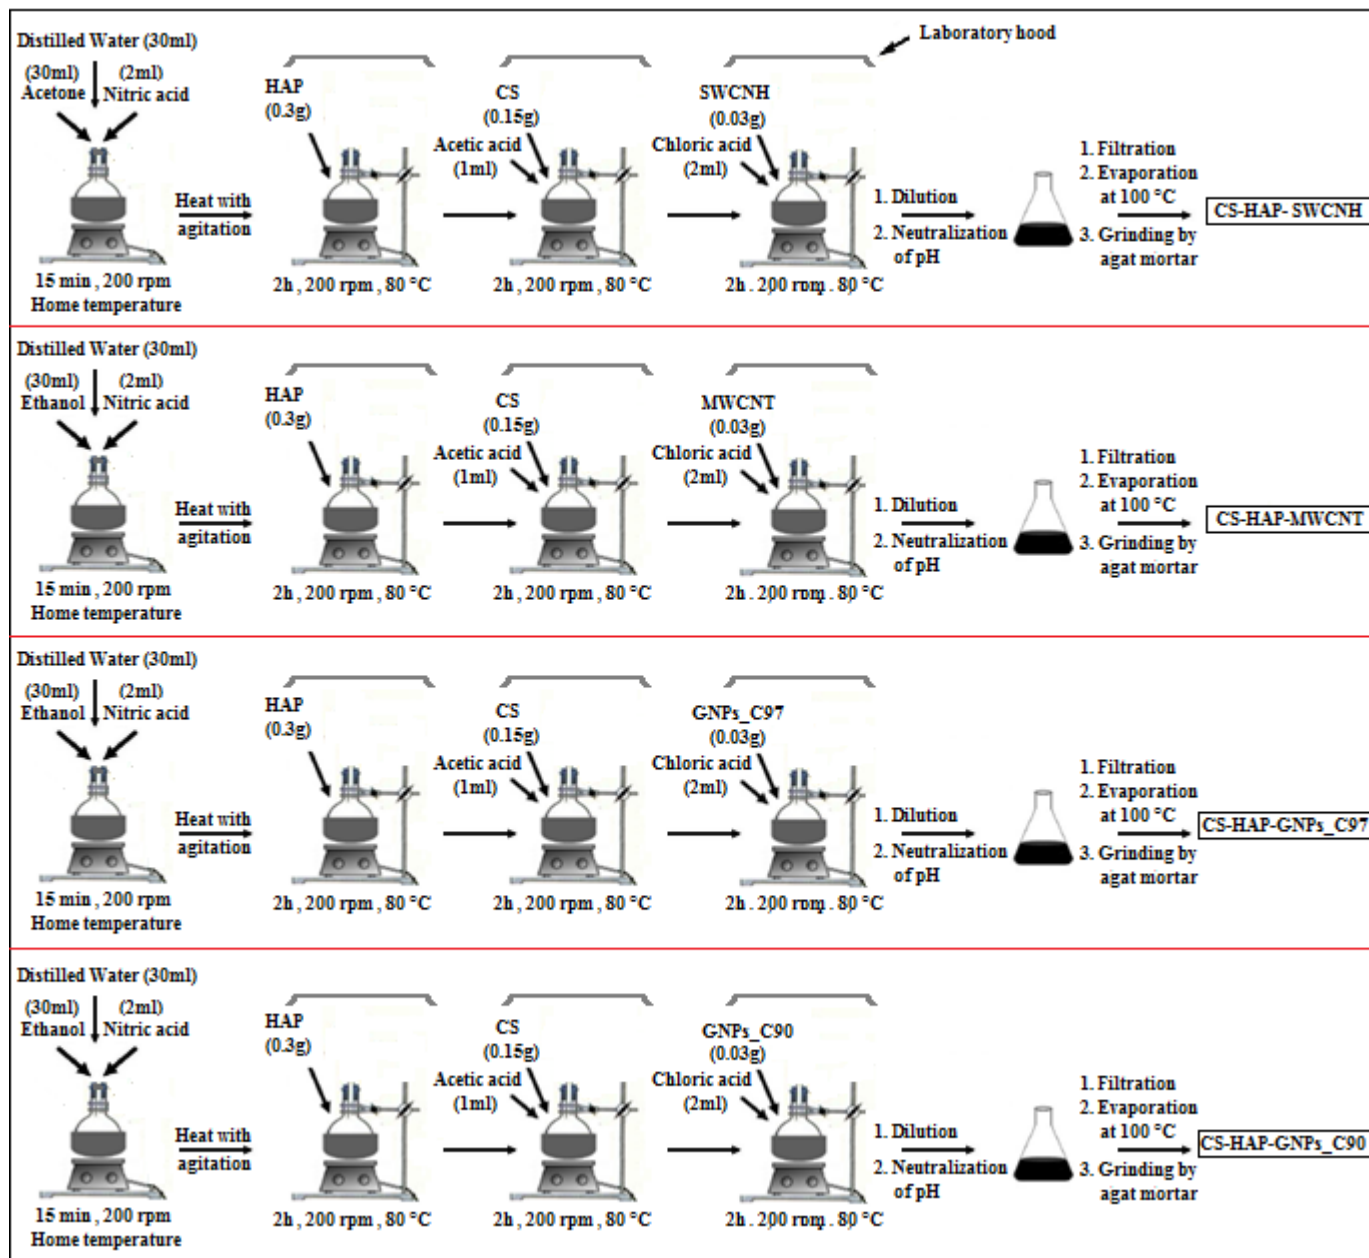 Distilled Water (30ml)
(30ml) (2ml)
Acetone Nitric acid
15 min , 200 rpm
Home temperature
Heat with
agitation
HAP
(0.3g)
2h , 200 rpm , 80 °C
CS
(0.15g)
Acetic acid
(1ml)
2h , 200 rpm , 80 °C
SWCNH
(0.03g)
Chloric acid
(2ml)
2h . 200 rpm . 80 °C
Laboratory hood
1. Dilution
2. Neutralization
of pH
1. Filtration
2. Evaporation
at 100 °C
3. Grinding by
agat mortar
CS-HAP- SWCNH
Distilled Water (30ml)
(30ml) (2ml)
Ethanol Nitric acid
15 min , 200 rpm
Home temperature
Heat with
agitation
HAP
(0.3g)
2h , 200 rpm , 80 °C
CS
(0.15g)
Acetic acid
(1ml)
2h , 200 rpm , 80 °C
MWCNT
(0.03g)
Chloric acid
(2ml)
2h . 200 rpm . 80 °C
1. Dilution
2. Neutralization
of pH
1. Filtration
2. Evaporation
at 100 °C
3. Grinding by
agat mortar
CS-HAP-MWCNT
Distilled Water (30ml)
(30ml) (2ml)
Ethanol Nitric acid
15 min , 200 rpm
Home temperature
Heat with
agitation
HAP
(0.3g)
2h , 200 rpm , 80 °C
CS
(0.15g)
Acetic acid
(1ml)
2h , 200 rpm , 80 °C
GNPs_C97
(0.03g)
Chloric acid
(2ml)
2h . 200 rpm . 80 °C
1. Dilution
2. Neutralization
of pH
1. Filtration
2. Evaporation
at 100 °C
3. Grinding by
agat mortar
CS-HAP-GNPs_C97
Distilled Water (30ml)
(30ml) (2ml)
Ethanol Nitric acid
15 min , 200 rpm
Home temperature
Heat with
agitation
HAP
(0.3g)
2h , 200 rpm , 80 °C
CS
(0.15g)
Acetic acid
(1ml)
2h , 200 rpm , 80 °C
GNPs_C90
(0.03g)
Chloric acid
(2ml)
2h . 200 rpm . 80 °C
1. Dilution
2. Neutralization
of pH
1. Filtration
2. Evaporation
at 100 °C
3. Grinding by
agat mortar
CS-HAP-GNPs_C90